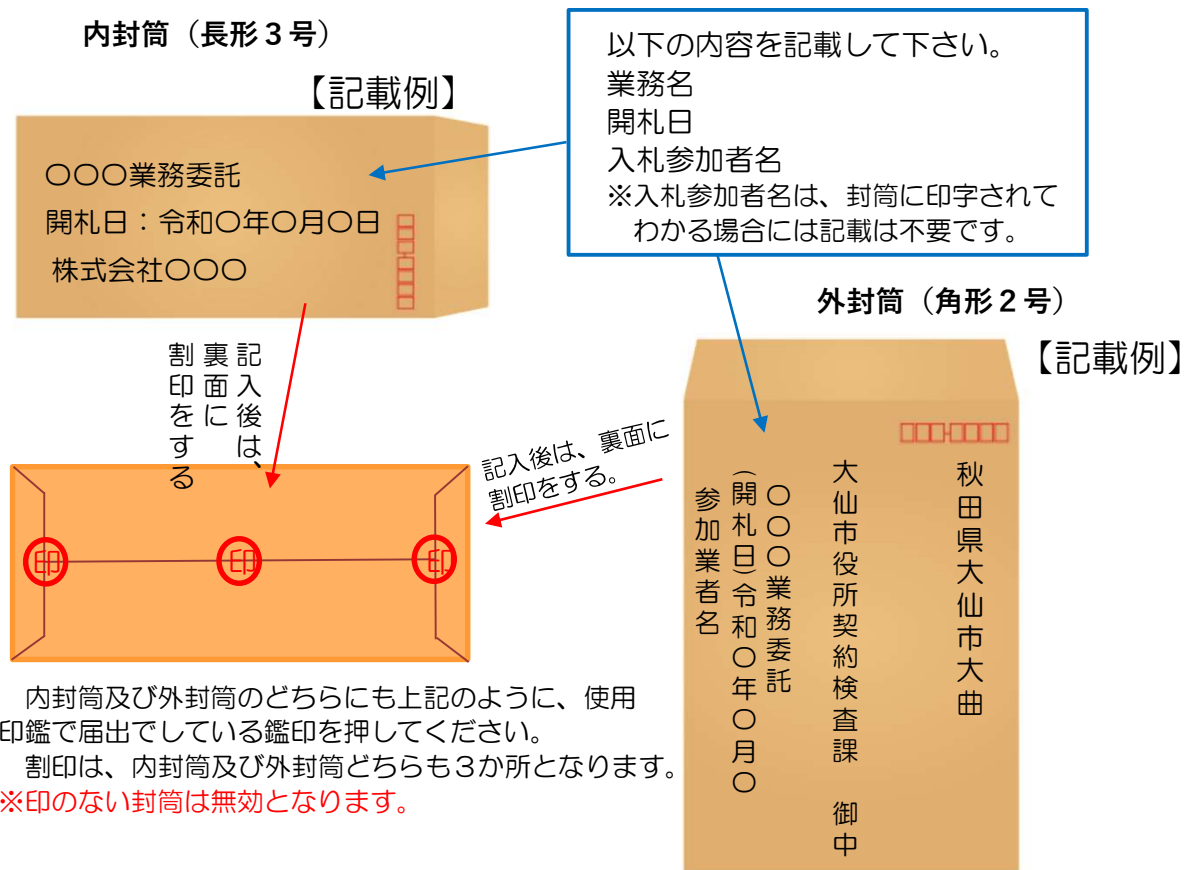 内封筒（長形３号）
【記載例】
〇〇〇業務委託
開札日：令和〇年〇月〇日
株式会社〇〇〇
以下の内容を記載して下さい。
業務名
開札日
入札参加者名
※入札参加者名は、封筒に印字されて
わかる場合には記載は不要です。
外封筒（角形２号）
【記載例】
記入後は、
裏面に
割印をする
記入後は、裏面に
割印をする。
秋田県大仙市大曲
大仙市役所契約検査課　御中
〇〇〇業務委託
（開札日）令和〇年〇月〇
参加業者名
印
印
印
内封筒及び外封筒のどちらにも上記のように、使用
印鑑で届出でしている鑑印を押してください。
割印は、内封筒及び外封筒どちらも３か所となります。
※印のない封筒は無効となります。